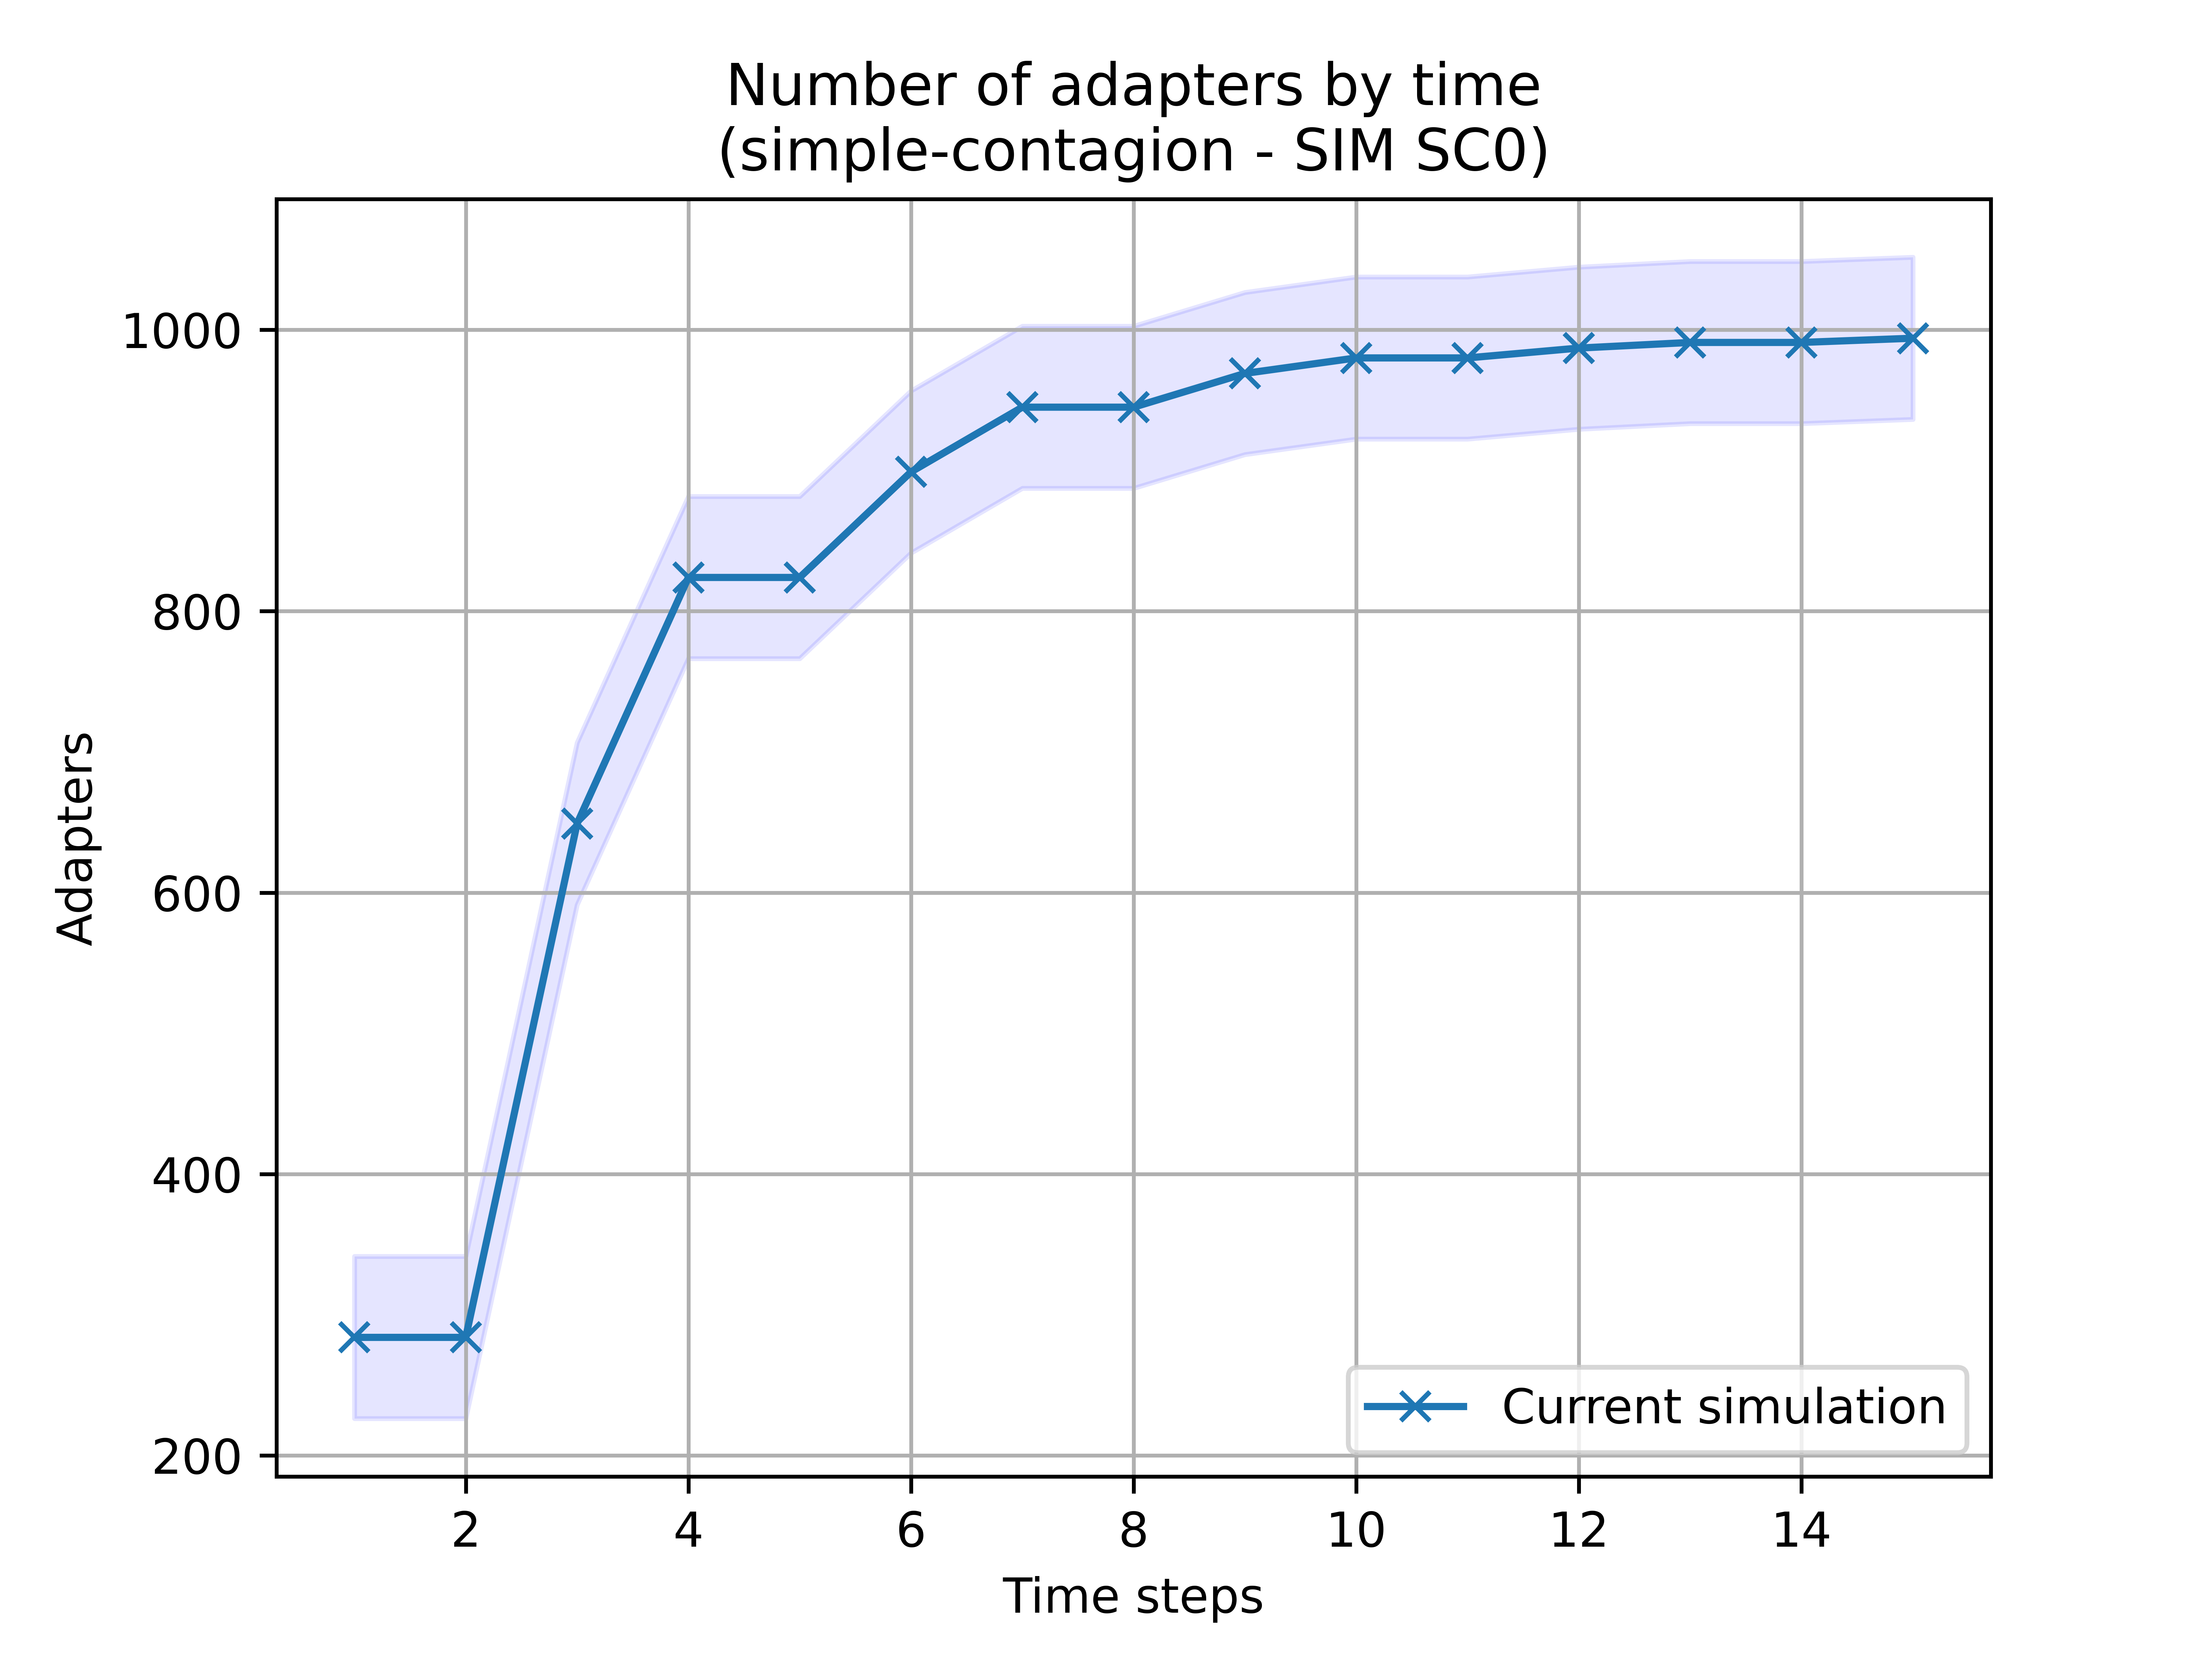 Number of adapters by time
(simple-contagion - SIM SC0)
1000
800
600
400
200
Adapters
2 4 6 8 10 12 14
Time steps
Current simulation